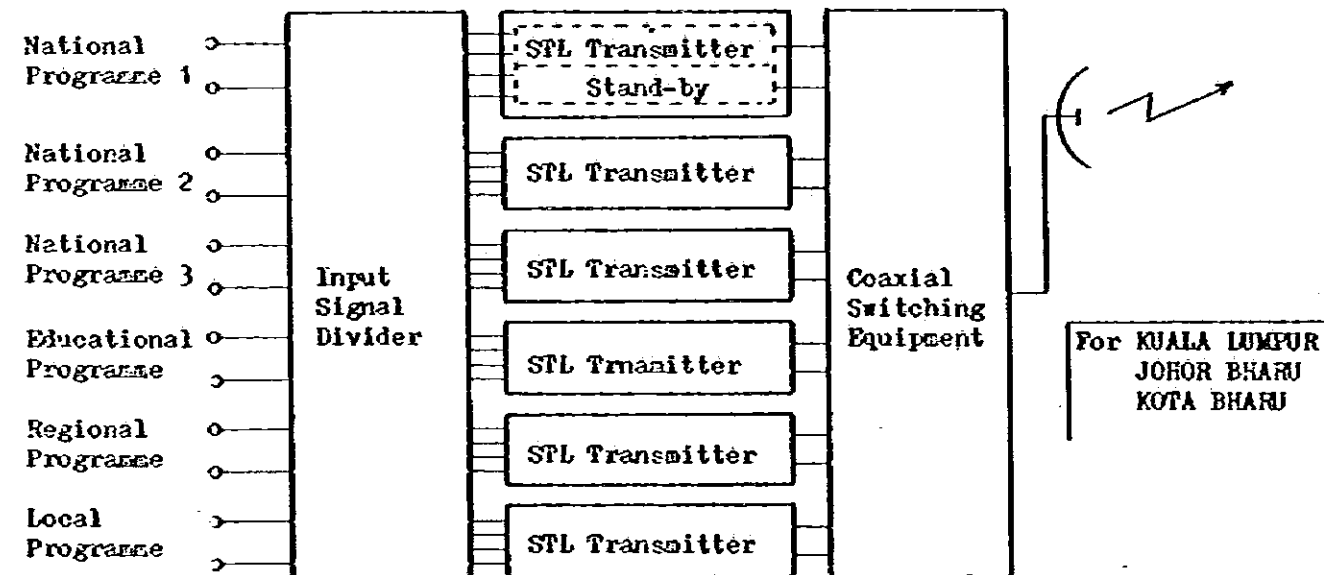 National
Programme 1
National
Programme 2
National
Programme 3
Educational
Programme
Regional
Programme
Local
Programme
Input
Signal
Divider
STL Transmitter
Stand-by
STL Transmitter
STL Transmitter
STL Trnamitter
STL Transmitter
STL Transmitter
Coaxial
Switching
Equipment
For KUALA LUMPUR
JOHOR BHARU
KOTA BHARU